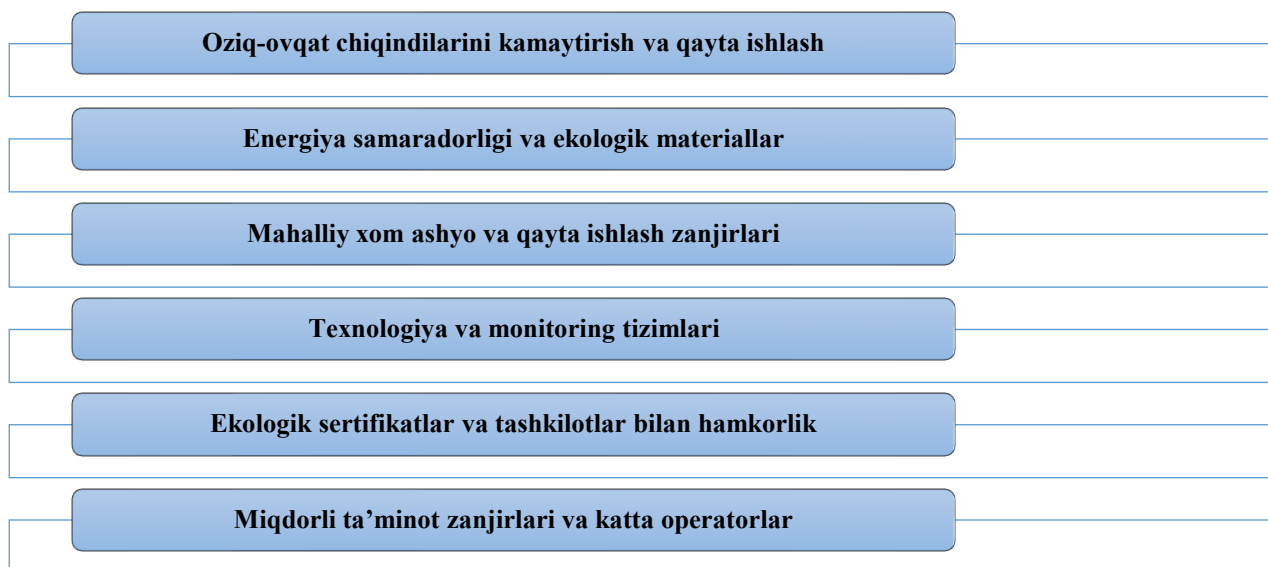 Oziq-ovqat chiqindilarini kamaytirish va qayta ishlash
Energiya samaradorligi va ekologik materiallar
Mahalliy xom ashyo va qayta ishlash zanjirlari
Texnologiya va monitoring tizimlari
Ekologik sertifikatlar va tashkilotlar bilan hamkorlik
Miqdorli ta’minot zanjirlari va katta operatorlar